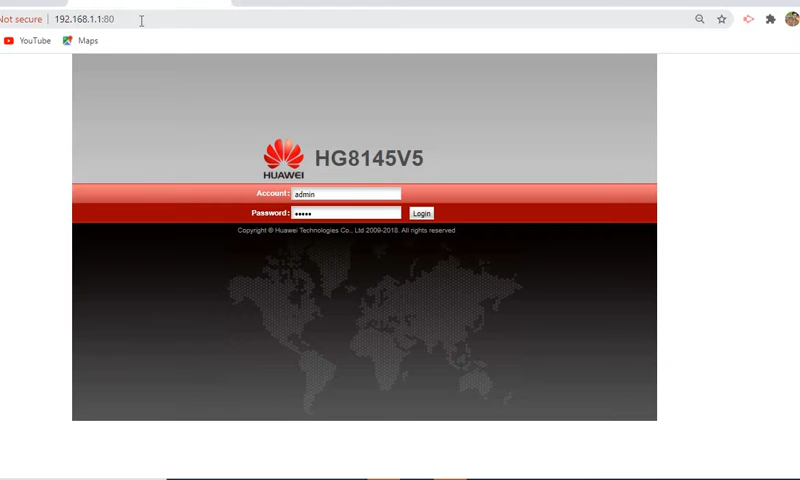 Not secure
192.168.1.1:80
YouTube
Maps
HUAWEI
HG8145V5
Account: admin
Password: •••••
Login
Copyright © Huawei Technologies Co., Ltd 2009-2018. All rights reserved